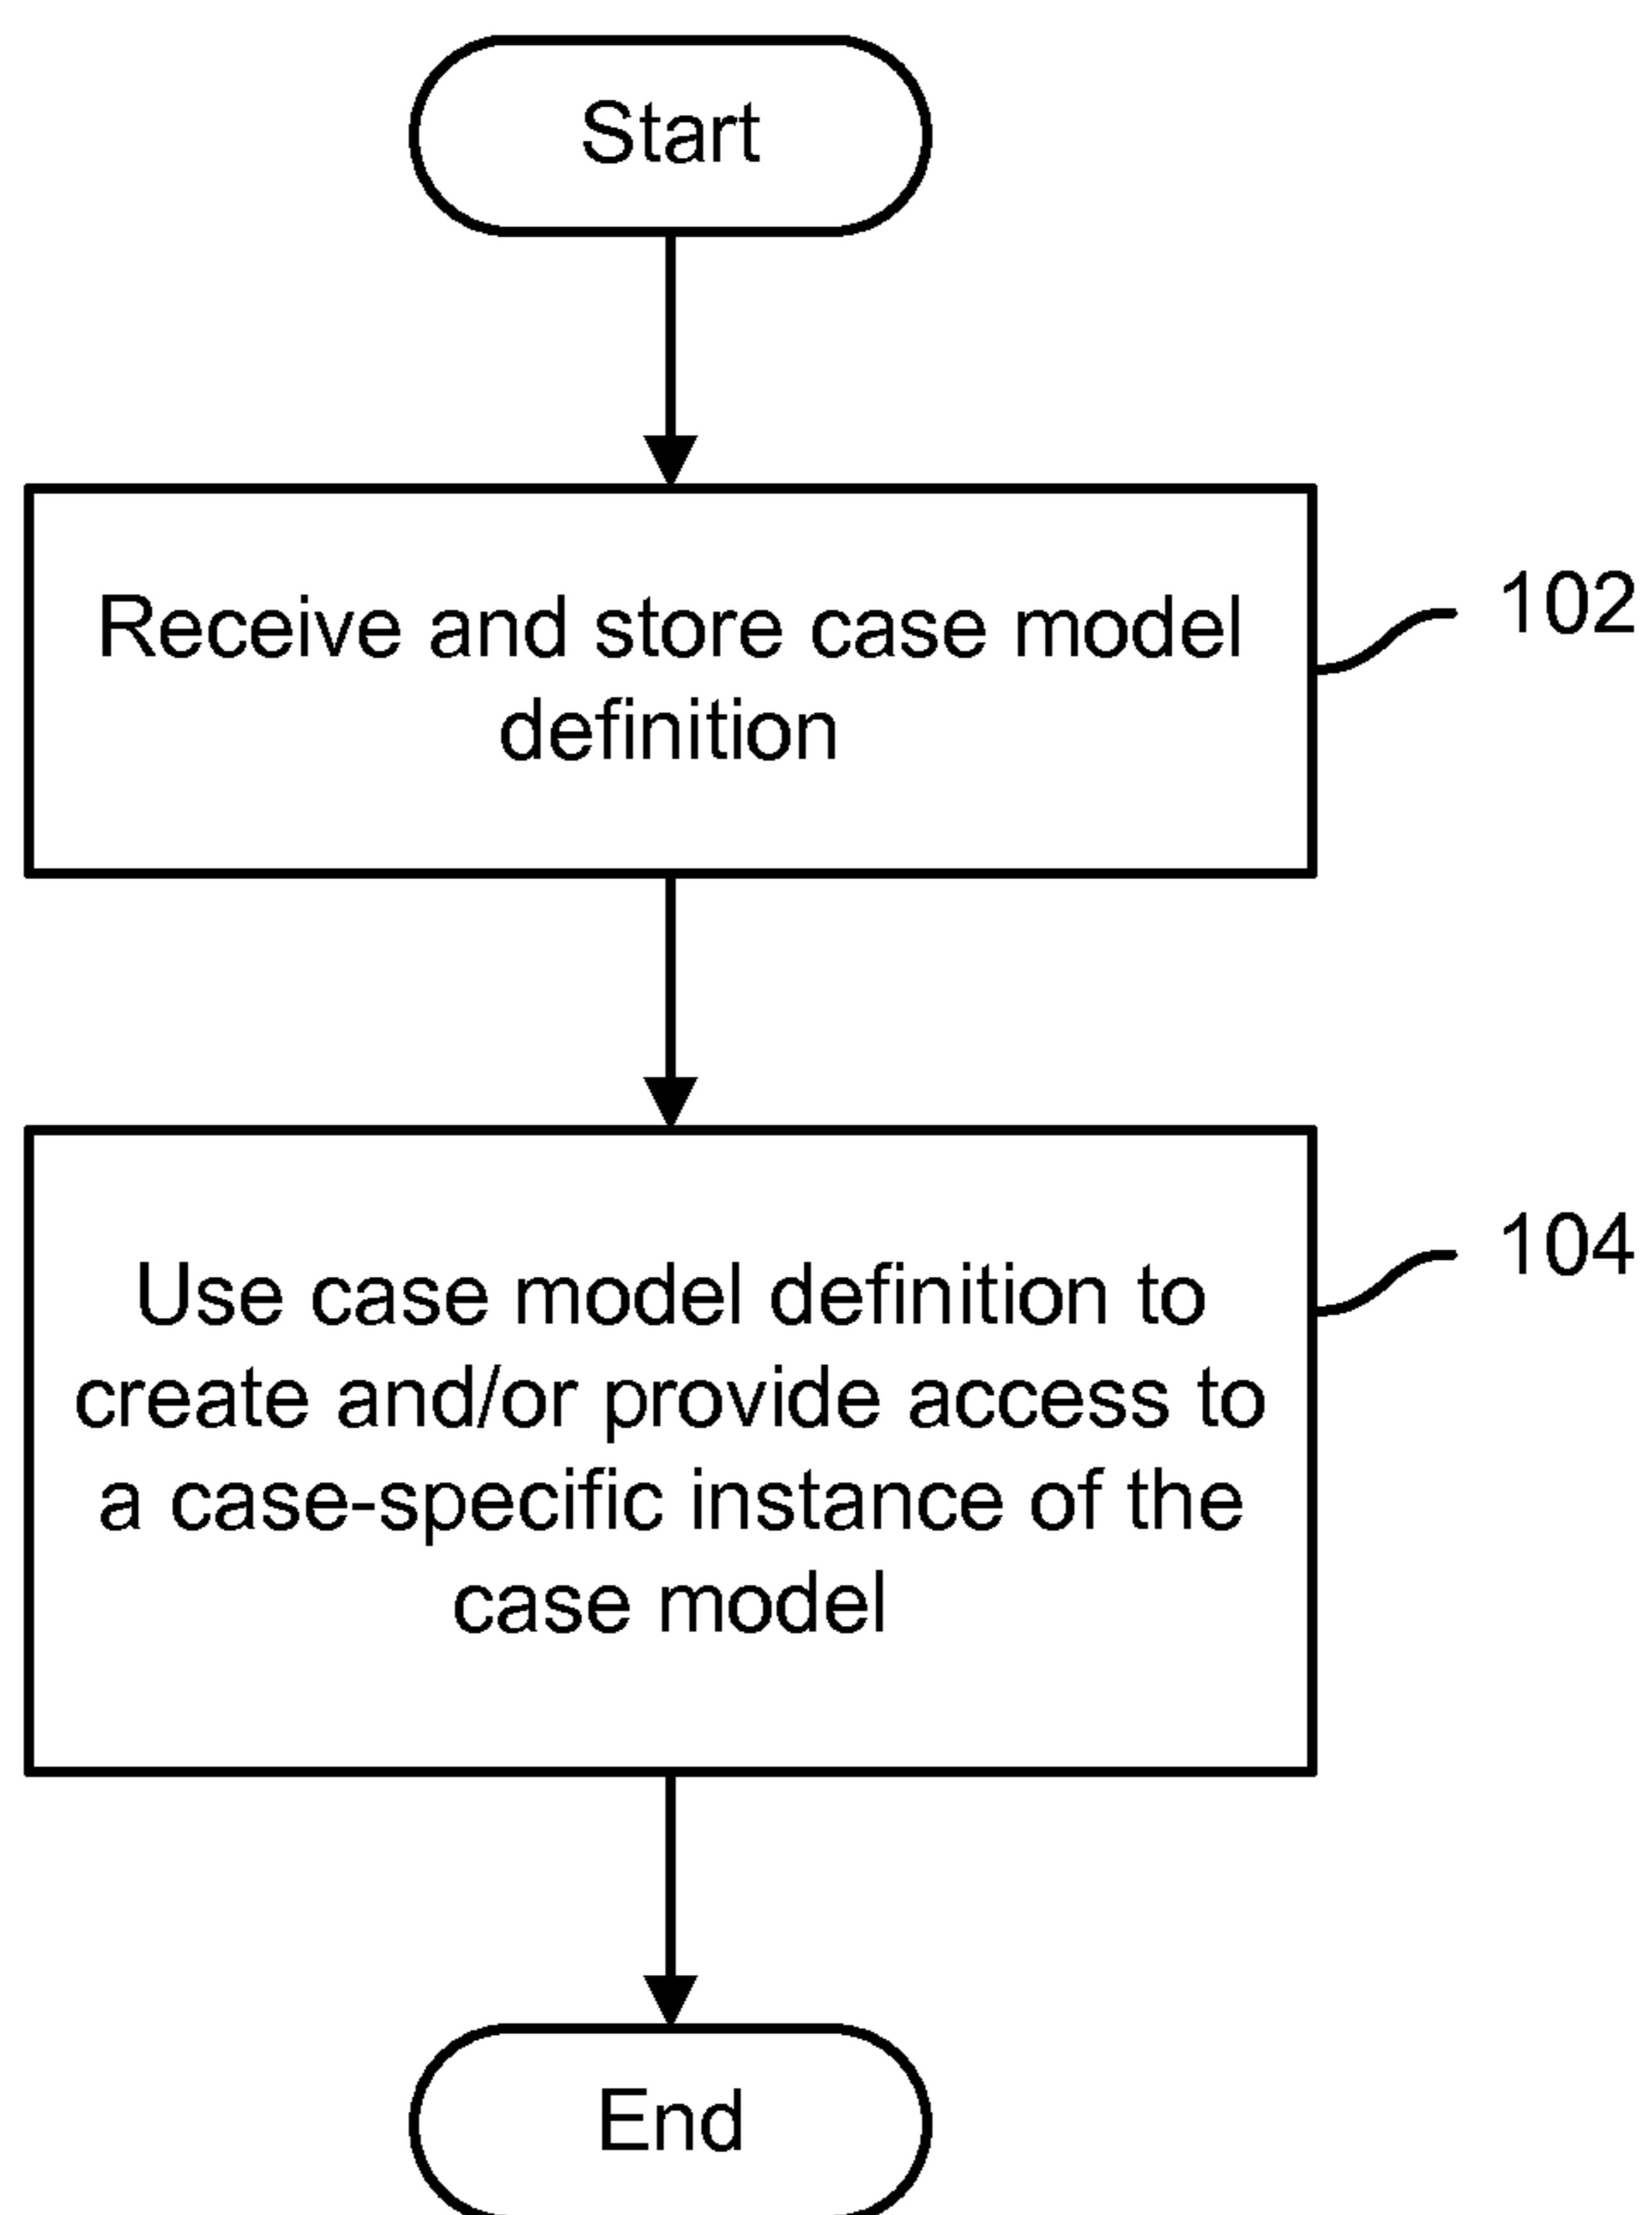 Start
Receive and store case model
definition
102
Use case model definition to
create and/or provide access to
a case-specific instance of the
case model
104
End